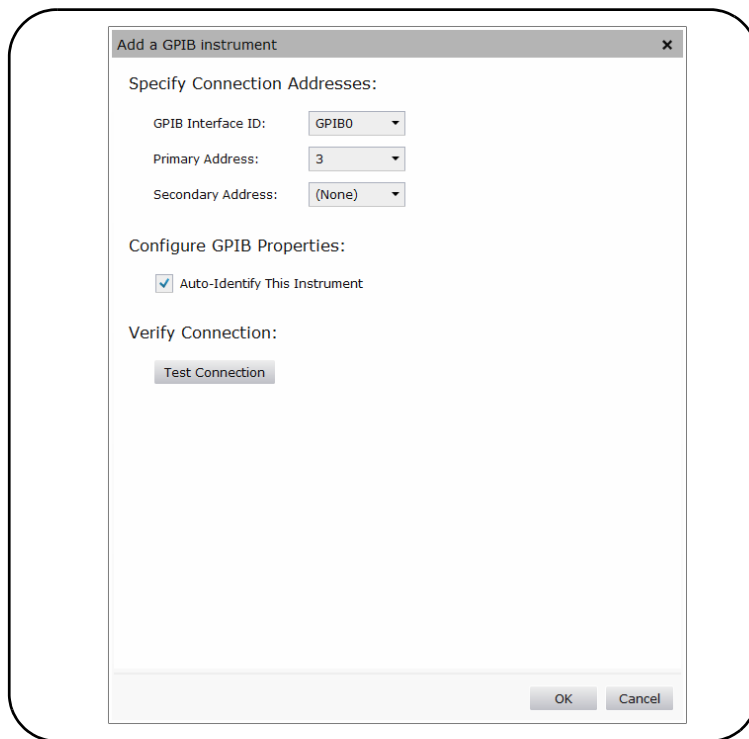 Add a GPIB instrument
Specify Connection Addresses:
GPIB Interface ID: GPIB0
Primary Address: 3
Secondary Address: (None)
Configure GPIB Properties:
Auto-Identify This Instrument
Verify Connection:
Test Connection
OK Cancel